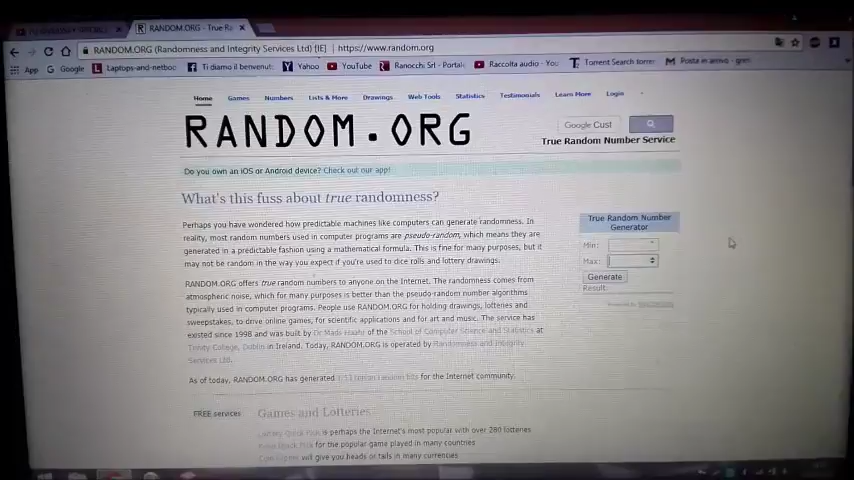 RANDOM.ORG - True Ra
RANDOM.ORG (Randomness and Integrity Services Ltd) [IE] | https://www.random.org
App Google Laptops-and-netboo Ti diamo il benvenut Yahoo YouTube Ranocchi Srl - Portale Raccolta audio - You Torrent Search torre Posta in arrivo - gm
Home Games Numbers Lists & More Drawings Web Tools Statistics Testimonials Learn More Login
RANDOM.ORG
Google Cust
True Random Number Service
Do you own an iOS or Android device? Check out our app!
What's this fuss about true randomness?
Perhaps you have wondered how predictable machines like computers can generate randomness. In
reality, most random numbers used in computer programs are pseudo-random, which means they are
generated in a predictable fashion using a mathematical formula. This is fine for many purposes, but it
may not be random in the way you expect if you're used to dice rolls and lottery drawings.
RANDOM.ORG offers true random numbers to anyone on the Internet. The randomness comes from
atmospheric noise, which for many purposes is better than the pseudo-random number algorithms
typically used in computer programs. People use RANDOM.ORG for holding drawings, lotteries and
sweepstakes, to drive online games, for scientific applications and for art and music. The service has
existed since 1998 and was built by Dr Mads Haahr of the School of Computer Science and Statistics at
Trinity College, Dublin in Ireland. Today, RANDOM.ORG is operated by Randomness and Integrity
Services Ltd.
As of today, RANDOM.ORG has generated random bits for the Internet community.
True Random Number
Generator
Min:
Max:
Generate
Result:
Powered by
FREE services
Games and Lotteries
Lottery Quick Pick is perhaps the Internet's most popular with over 280 lotteries
Keno Quick Pick for the popular game played in many countries
Coin Flipper will give you heads or tails in many currencies